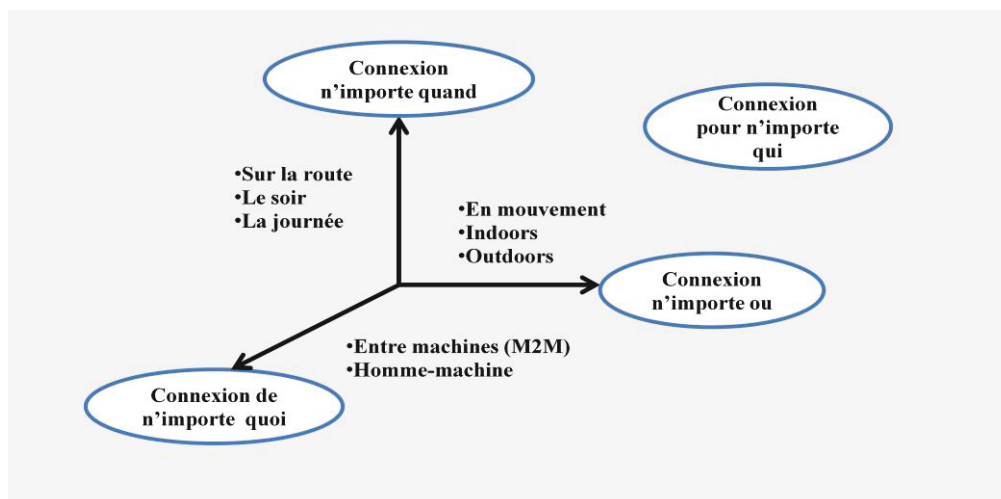 Connexion
n’importe quand
Connexion
pour n’importe
qui
•Sur la route
•Le soir
•La journée
•En mouvement
•Indoors
•Outdoors
Connexion
n’importe ou
•Entre machines (M2M)
•Homme-machine
Connexion de
n’importe quoi